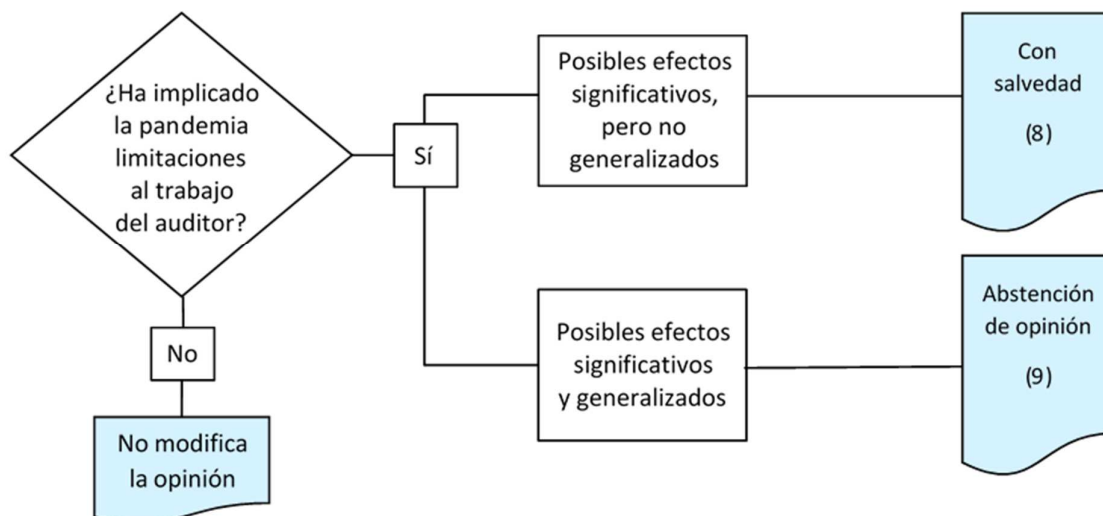 ¿Ha implicado
la pandemia
limitaciones
al trabajo
del auditor?
Sí
Posibles efectos
significativos,
pero no
generalizados
Con
salvedad
(8)
Posibles efectos
significativos
y generalizados
Abstención
de opinión
(9)
No
No modifica
la opinión